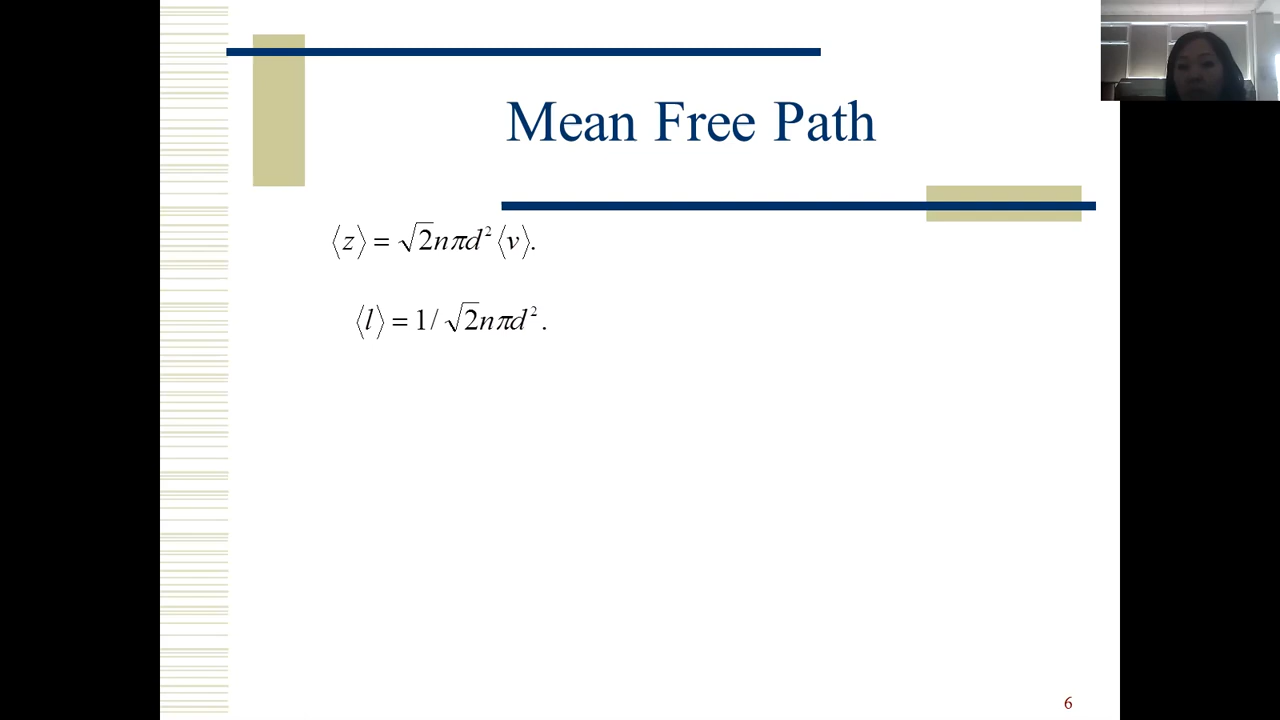 Mean Free Path
⟨z⟩ = √2nπd²⟨v⟩.
⟨l⟩ = 1/√2nπd².
6